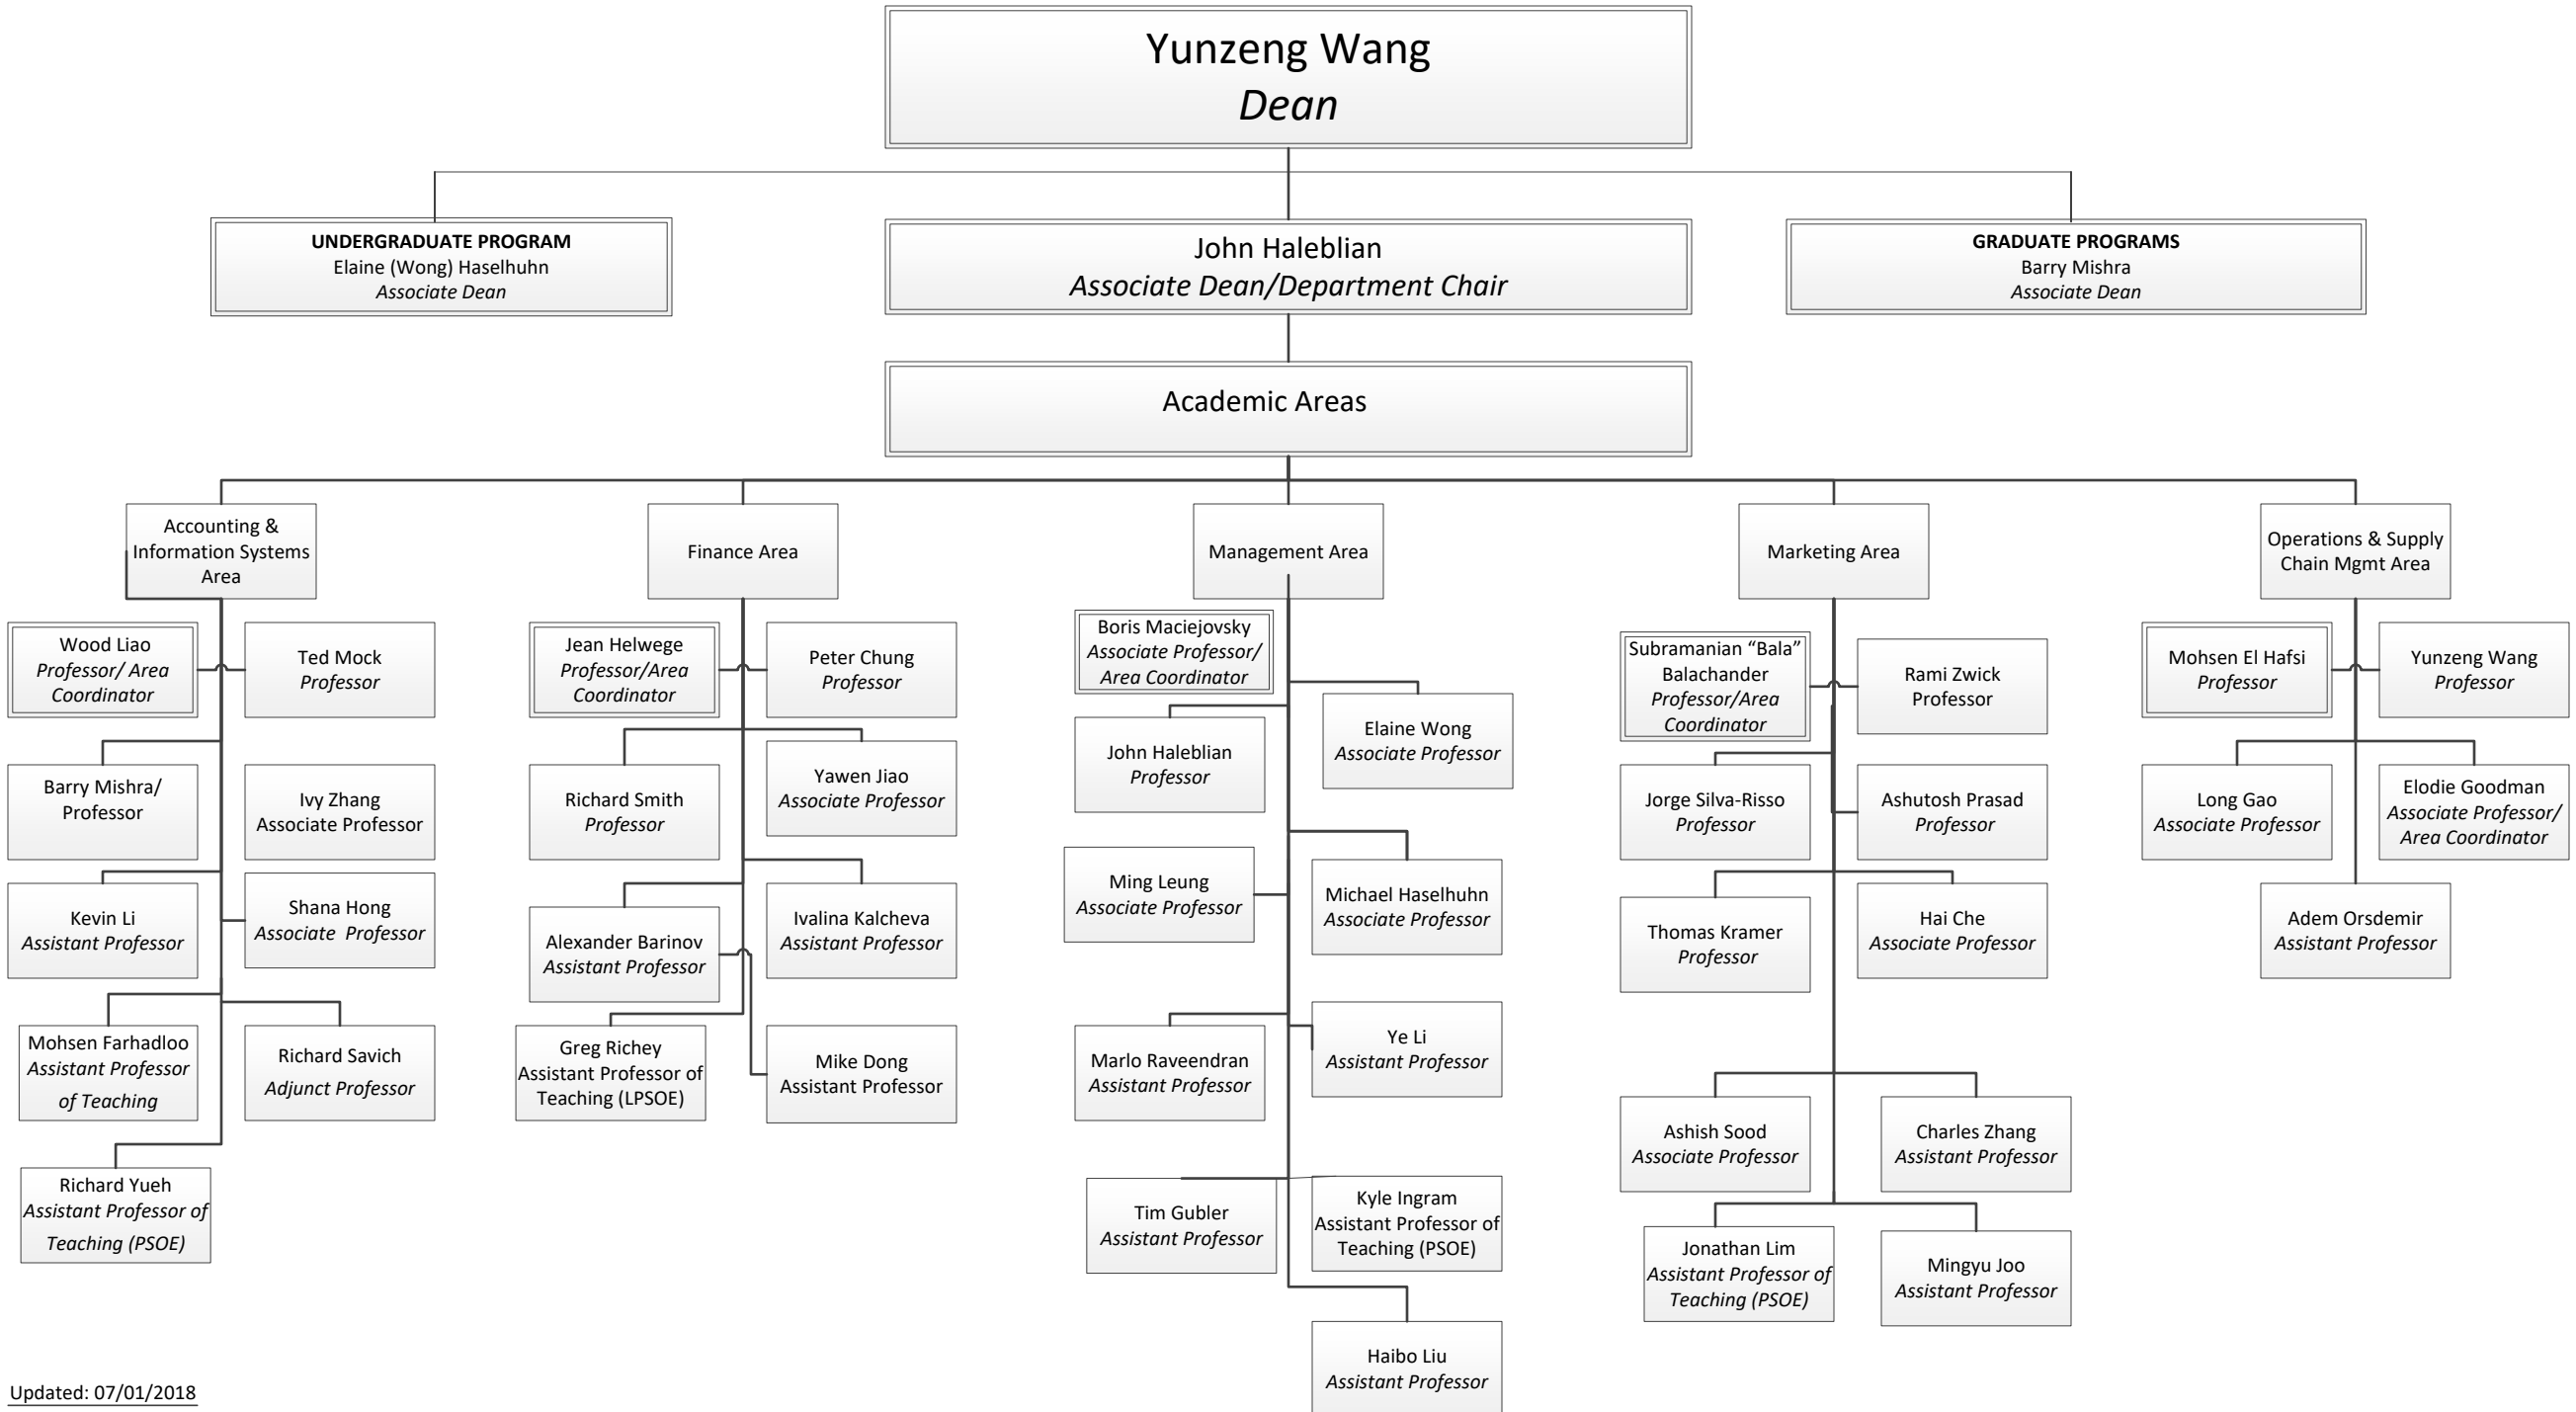 Yunzeng Wang
Dean
UNDERGRADUATE PROGRAM
Elaine (Wong) Haselhuhn
Associate Dean
John Haleblian
Associate Dean/Department Chair
GRADUATE PROGRAMS
Barry Mishra
Associate Dean
Academic Areas
Accounting &
Information Systems
Area
Finance Area
Management Area
Marketing Area
Operations & Supply
Chain Mgmt Area
Wood Liao
Professor/ Area
Coordinator
Ted Mock
Professor
Barry Mishra/
Professor
Ivy Zhang
Associate Professor
Kevin Li
Assistant Professor
Shana Hong
Associate  Professor
Mohsen Farhadloo
Assistant Professor
of Teaching
Richard Savich
Adjunct Professor
Richard Yueh
Assistant Professor of
Teaching (PSOE)
Jean Helwege
Professor/Area
Coordinator
Peter Chung
Professor
Richard Smith
Professor
Yawen Jiao
Associate Professor
Alexander Barinov
Assistant Professor
Ivalina Kalcheva
Assistant Professor
Greg Richey
Assistant Professor of
Teaching (LPSOE)
Mike Dong
Assistant Professor
Boris Maciejovsky
Associate Professor/
Area Coordinator
Elaine Wong
Associate Professor
John Haleblian
Professor
Ming Leung
Associate Professor
Michael Haselhuhn
Associate Professor
Marlo Raveendran
Assistant Professor
Ye Li
Assistant Professor
Tim Gubler
Assistant Professor
Kyle Ingram
Assistant Professor of
Teaching (PSOE)
Haibo Liu
Assistant Professor
Subramanian “Bala”
Balachander
Professor/Area
Coordinator
Rami Zwick
Professor
Jorge Silva-Risso
Professor
Ashutosh Prasad
Professor
Thomas Kramer
Professor
Hai Che
Associate Professor
Ashish Sood
Associate Professor
Charles Zhang
Assistant Professor
Jonathan Lim
Assistant Professor of
Teaching (PSOE)
Mingyu Joo
Assistant Professor
Mohsen El Hafsi
Professor
Yunzeng Wang
Professor
Long Gao
Associate Professor
Elodie Goodman
Associate Professor/
Area Coordinator
Adem Orsdemir
Assistant Professor
Updated: 07/01/2018